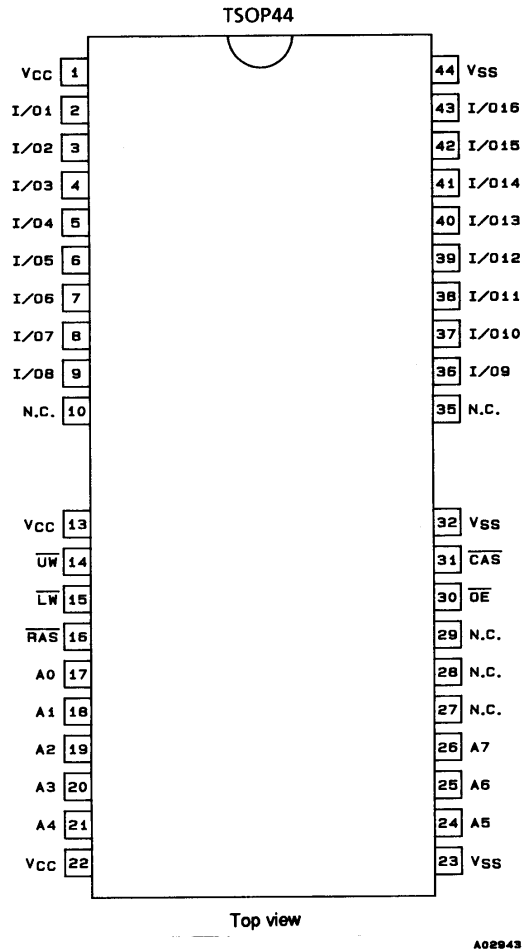 TSOP44
VCC 1 44 VSS
I/O1 2 43 I/O16
I/O2 3 42 I/O15
I/O3 4 41 I/O14
I/O4 5 40 I/O13
I/O5 6 39 I/O12
I/O6 7 38 I/O11
I/O7 8 37 I/O10
I/O8 9 36 I/O9
N.C. 10 35 N.C.
VCC 13 32 VSS
UW 14 31 CAS
LW 15 30 OE
RAS 16 29 N.C.
A0 17 28 N.C.
A1 18 27 N.C.
A2 19 26 A7
A3 20 25 A6
A4 21 24 A5
VCC 22 23 VSS
Top view
A02943